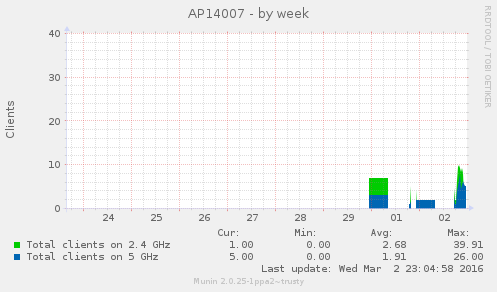 AP14007 - by week
RRDTOOL / TOBI OETIKER
Clients
40
30
20
10
0
24 25 26 27 28 29 01 02
Cur: Min: Avg: Max:
Total clients on 2.4 GHz 1.00 0.00 2.68 39.91
Total clients on 5 GHz 5.00 0.00 1.91 26.00
Last update: Wed Mar 2 23:04:58 2016
Munin 2.0.25-1ppa2~trusty